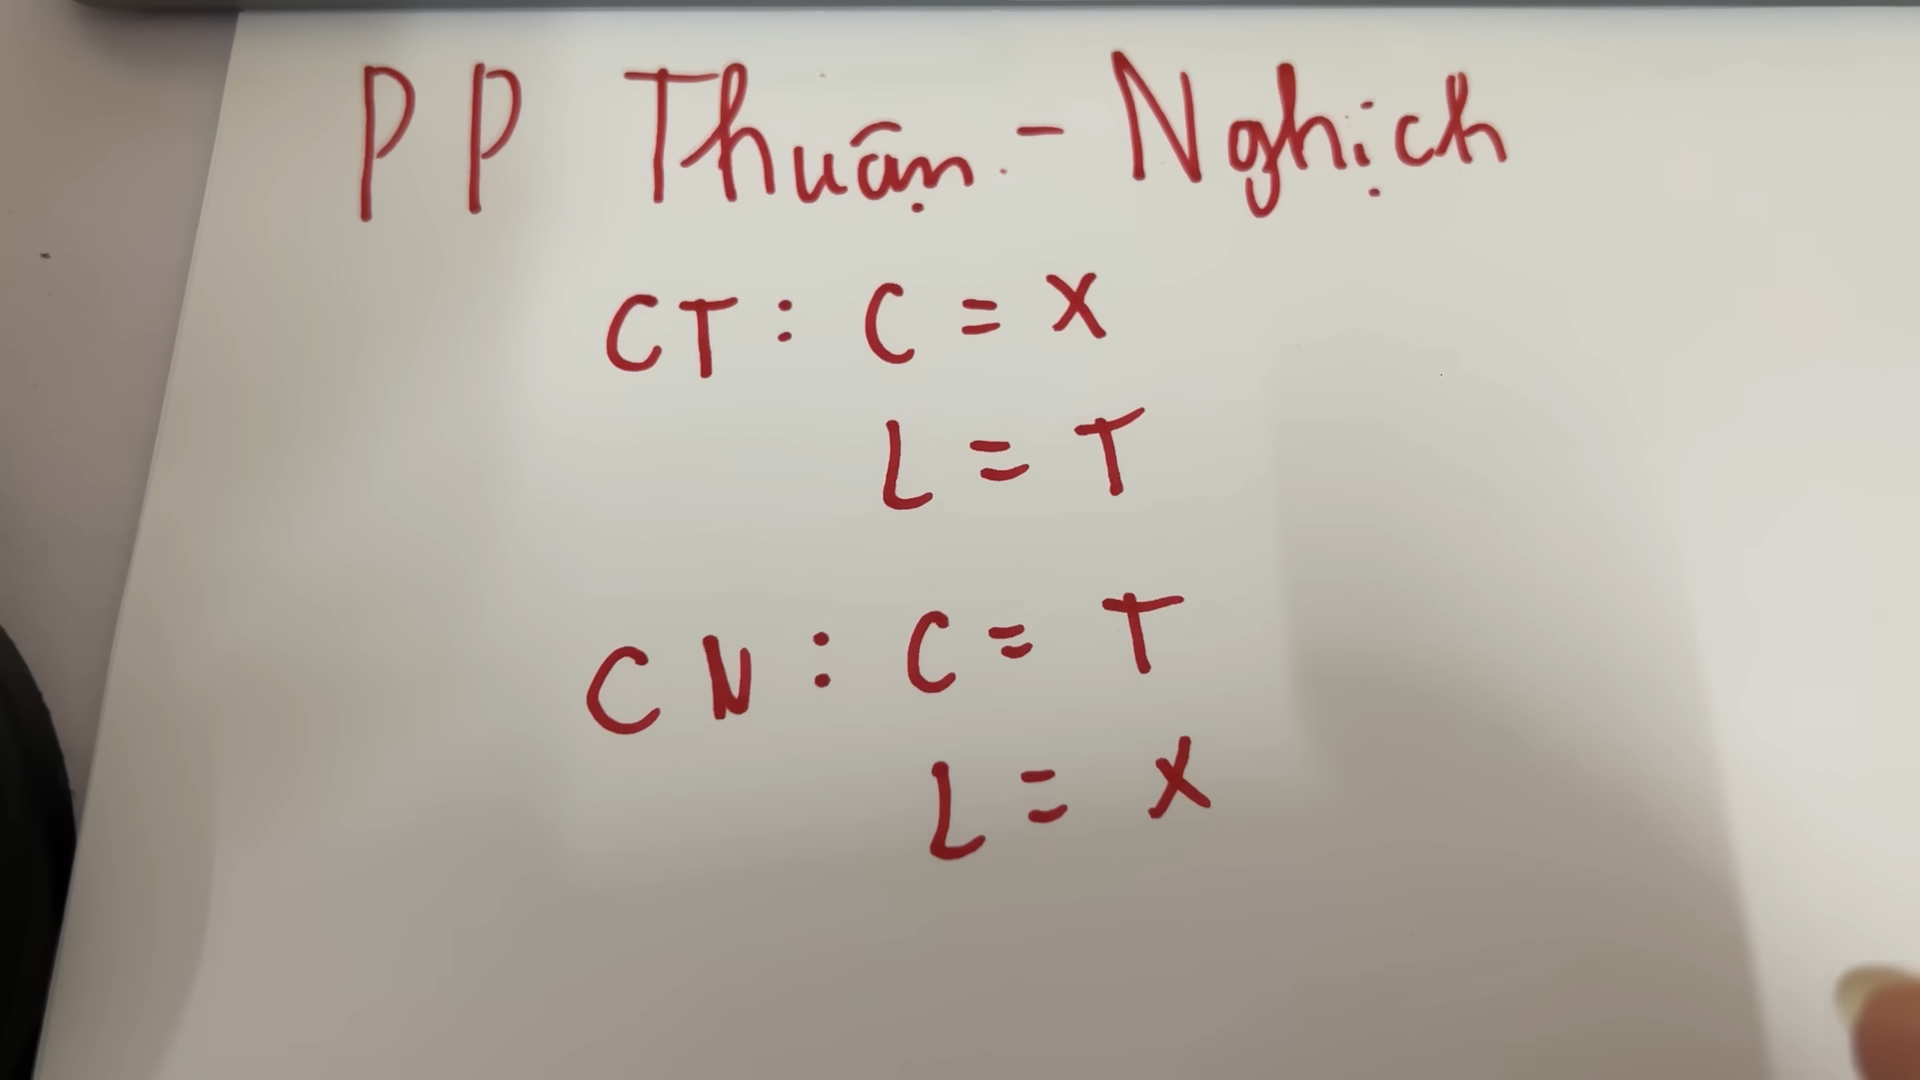 PP Thuận - Nghịch
CT : C = X
L = T
CN : C = T
L = X